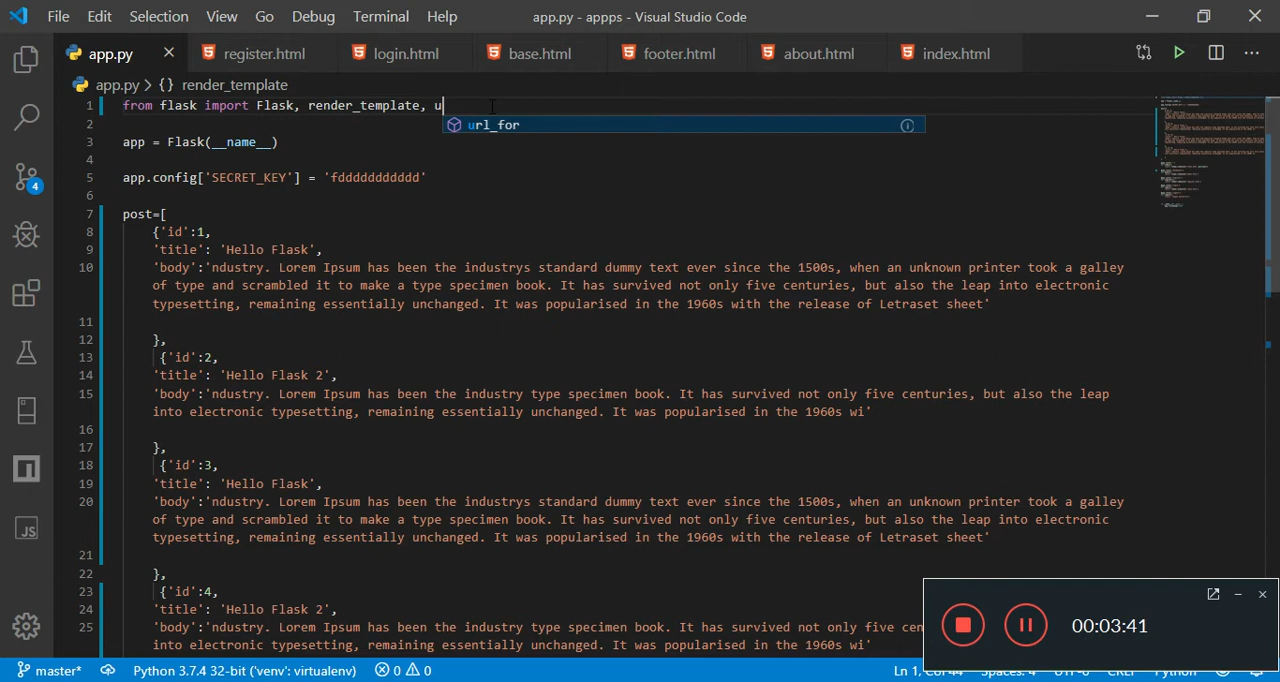 File Edit Selection View Go Debug Terminal Help app.py - appps - Visual Studio Code
app.py register.html login.html base.html footer.html about.html index.html
app.py > {} render_template
1 from flask import Flask, render_template, u
url_for
2
3 app = Flask(__name__)
4
5 app.config['SECRET_KEY'] = 'fddddddddddd'
6
7 post=[
8 {'id':1,
9 'title': 'Hello Flask',
10 'body':'ndustry. Lorem Ipsum has been the industrys standard dummy text ever since the 1500s, when an unknown printer took a galley
of type and scrambled it to make a type specimen book. It has survived not only five centuries, but also the leap into electronic
typesetting, remaining essentially unchanged. It was popularised in the 1960s with the release of Letraset sheet'
11
12 },
13 {'id':2,
14 'title': 'Hello Flask 2',
15 'body':'ndustry. Lorem Ipsum has been the industry type specimen book. It has survived not only five centuries, but also the leap
into electronic typesetting, remaining essentially unchanged. It was popularised in the 1960s wi'
16
17 },
18 {'id':3,
19 'title': 'Hello Flask',
20 'body':'ndustry. Lorem Ipsum has been the industrys standard dummy text ever since the 1500s, when an unknown printer took a galley
of type and scrambled it to make a type specimen book. It has survived not only five centuries, but also the leap into electronic
typesetting, remaining essentially unchanged. It was popularised in the 1960s with the release of Letraset sheet'
21
22 },
23 {'id':4,
24 'title': 'Hello Flask 2',
25 'body':'ndustry. Lorem Ipsum has been the industry type specimen book. It has survived not only five cen
into electronic typesetting, remaining essentially unchanged. It was popularised in the 1960s wi'
4
JS
00:03:41
master* Python 3.7.4 32-bit ('venv': virtualenv) 0 0